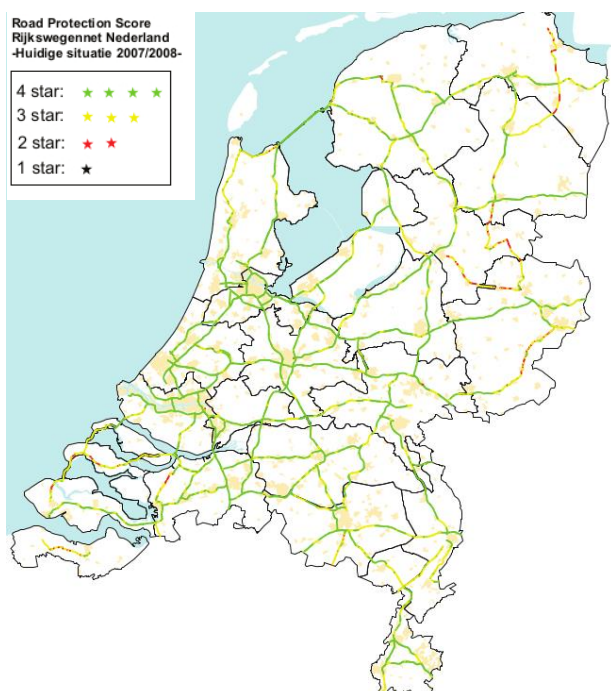 Road Protection Score
Rijkswegennet Nederland
-Huidige situatie 2007/2008-
4 star: ★ ★ ★ ★
3 star: ★ ★ ★
2 star: ★ ★
1 star: ★